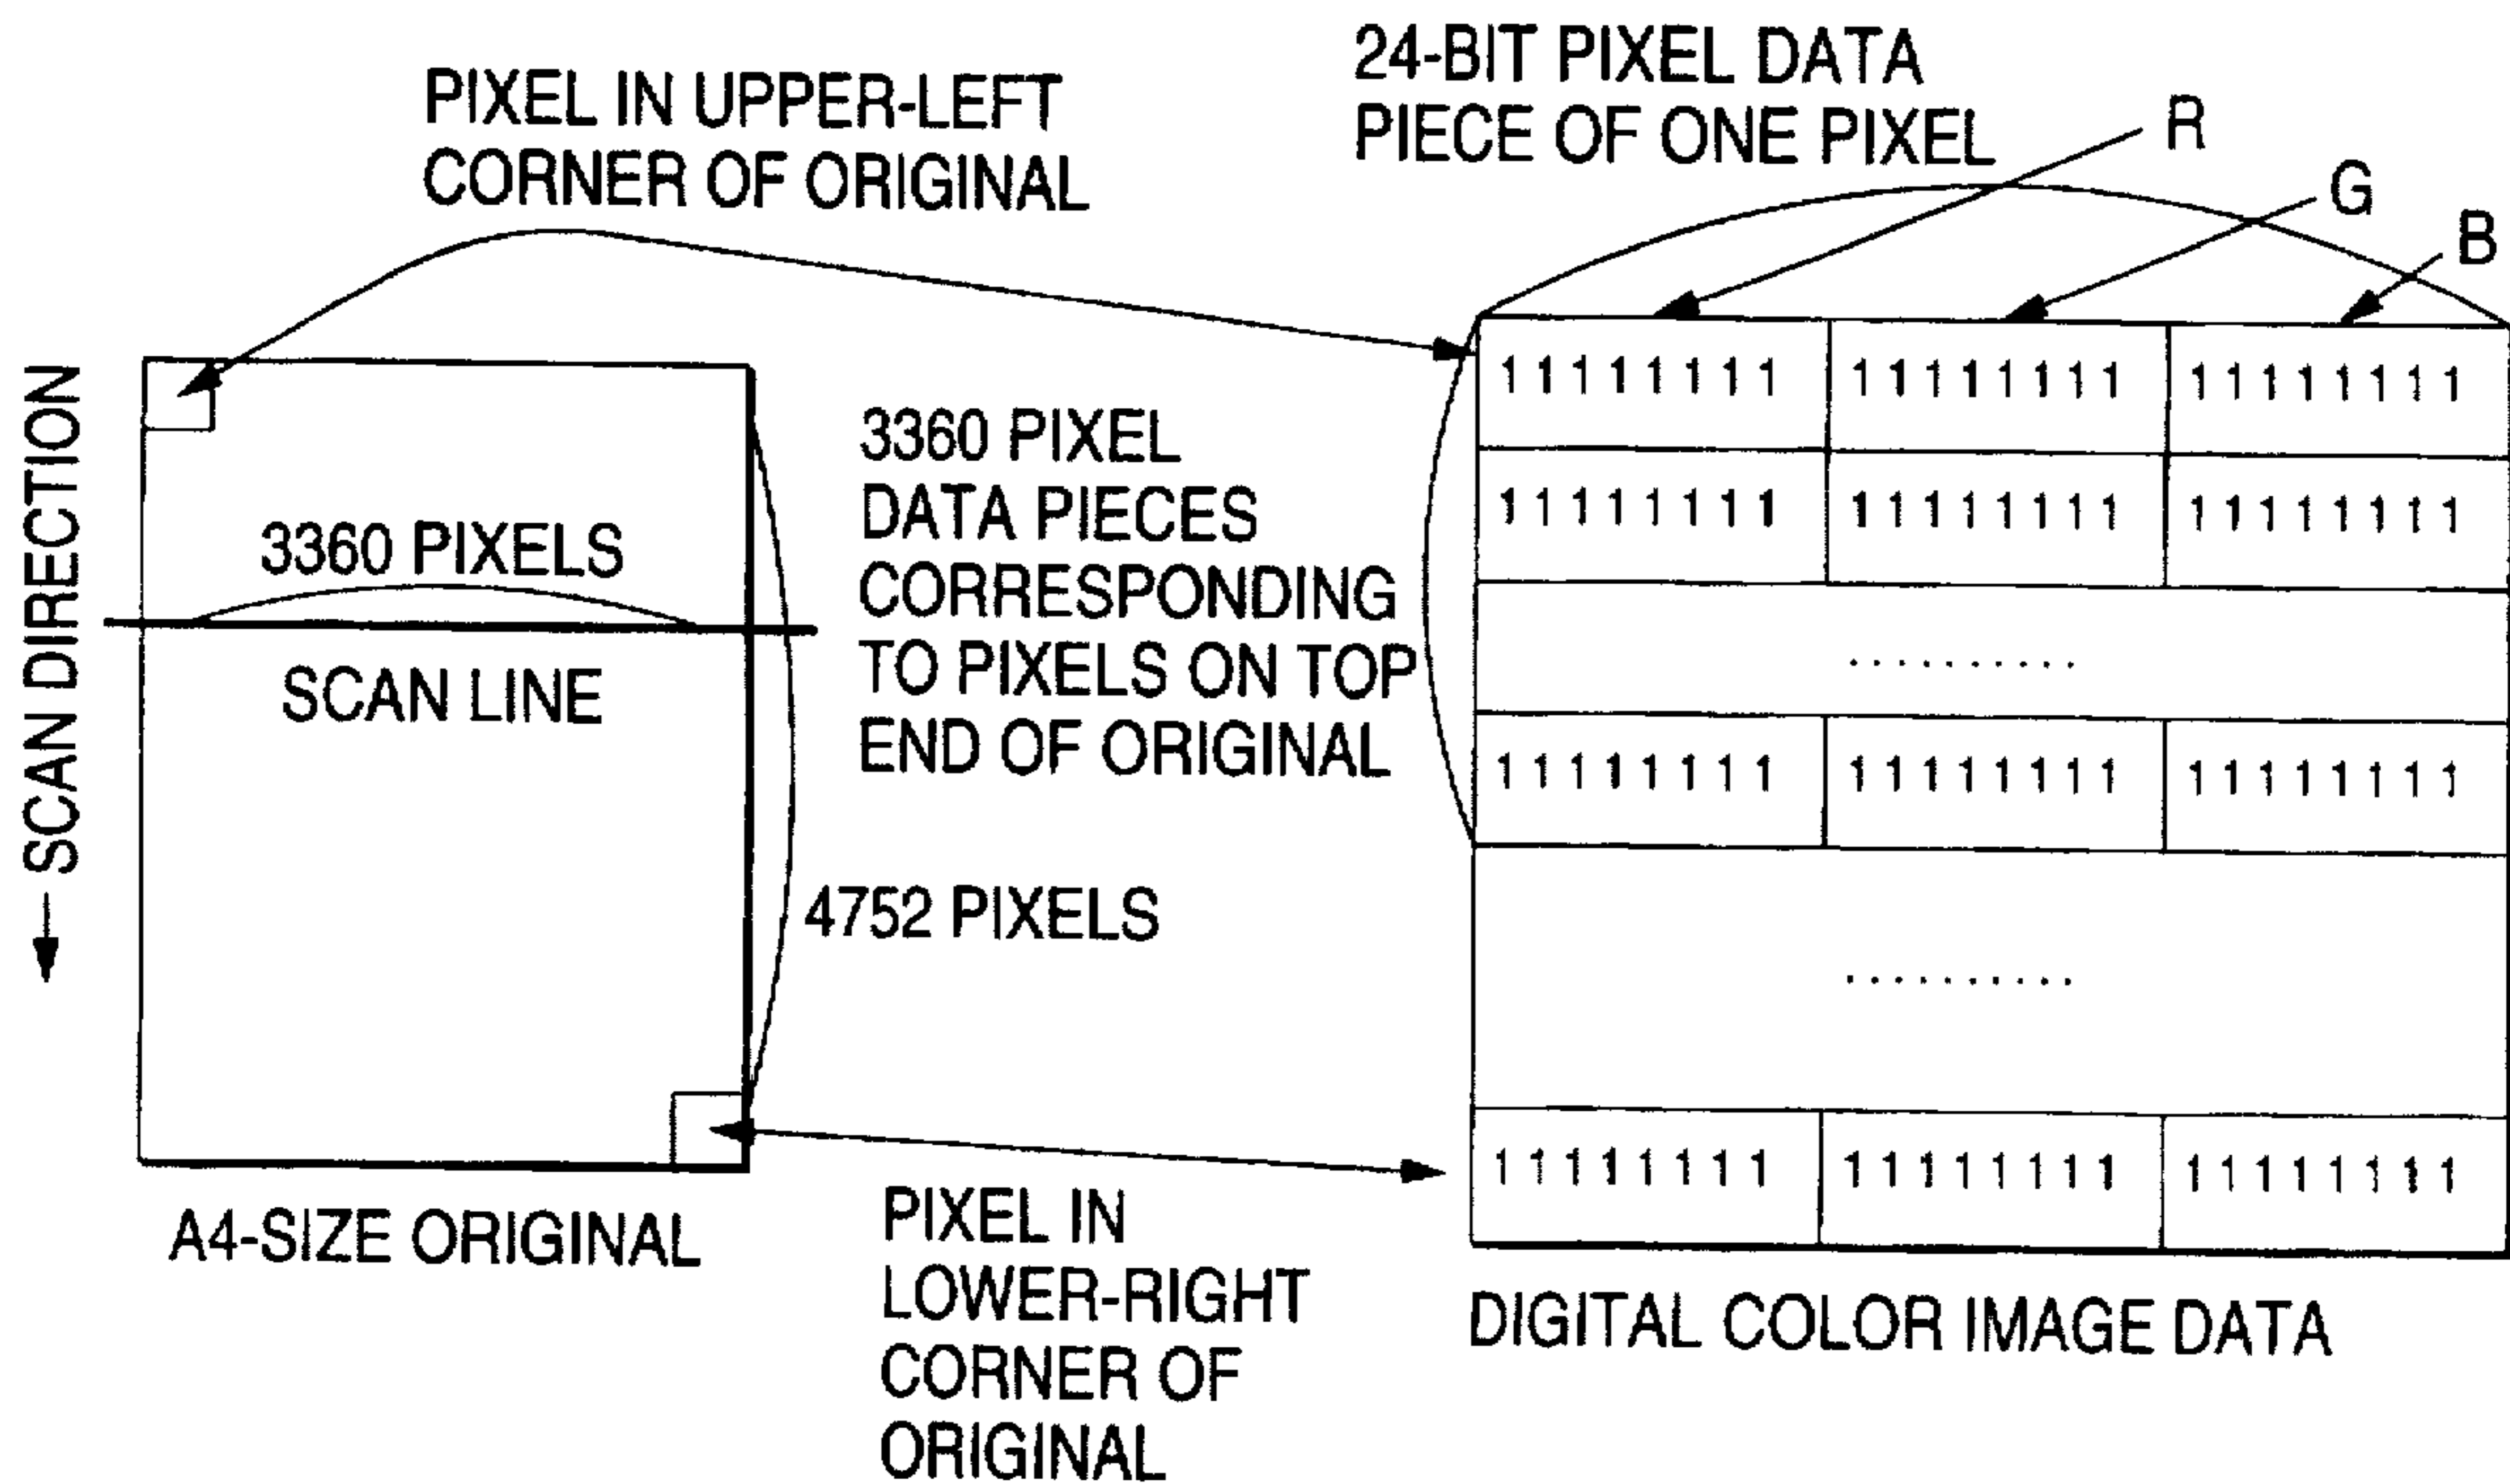 PIXEL IN UPPER-LEFT
CORNER OF ORIGINAL
24-BIT PIXEL DATA
PIECE OF ONE PIXEL
R
G
B
SCAN DIRECTION
3360 PIXELS
SCAN LINE
3360 PIXEL
DATA PIECES
CORRESPONDING
TO PIXELS ON TOP
END OF ORIGINAL
4752 PIXELS
11111111 11111111 11111111
11111111 11111111 11111111
..........
11111111 11111111 11111111
..........
11111111 11111111 11111111
A4-SIZE ORIGINAL
PIXEL IN
LOWER-RIGHT
CORNER OF
ORIGINAL
DIGITAL COLOR IMAGE DATA